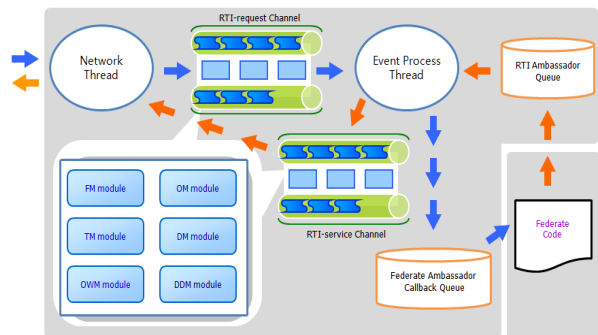 RTI-request Channel
Network
Thread
Event Process
Thread
RTI Ambassador
Queue
FM module
OM module
TM module
DM module
OWM module
DDM module
RTI-service Channel
Federate Ambassador
Callback Queue
Federate
Code